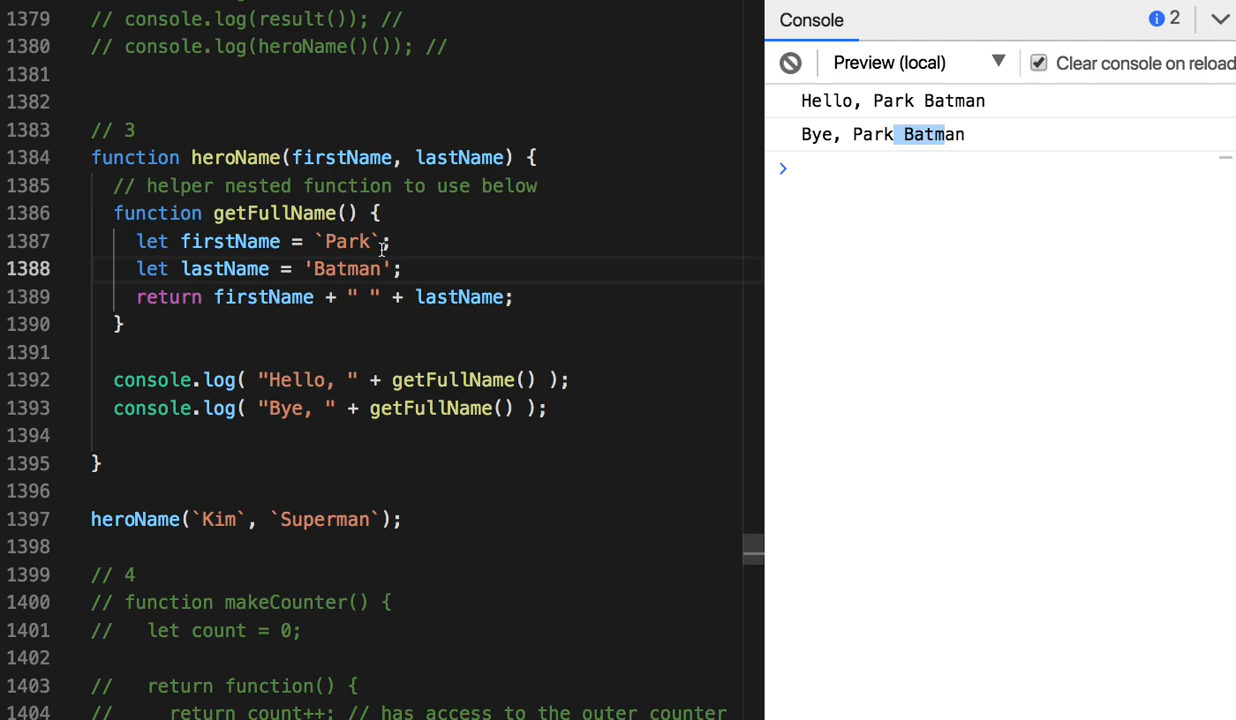 1379 // console.log(result()); //
1380 // console.log(heroName()()); //
1381
1382
1383 // 3
1384 function heroName(firstName, lastName) {
1385 // helper nested function to use below
1386 function getFullName() {
1387 let firstName = `Park`;
1388 let lastName = 'Batman';
1389 return firstName + " " + lastName;
1390 }
1391
1392 console.log( "Hello, " + getFullName() );
1393 console.log( "Bye, " + getFullName() );
1394
1395 }
1396
1397 heroName(`Kim`, `Superman`);
1398
1399 // 4
1400 // function makeCounter() {
1401 // let count = 0;
1402
1403 // return function() {
1404 // return count++; // has access to the outer counter
Console
2
Preview (local)
Clear console on reload
Hello, Park Batman
Bye, Park Batman